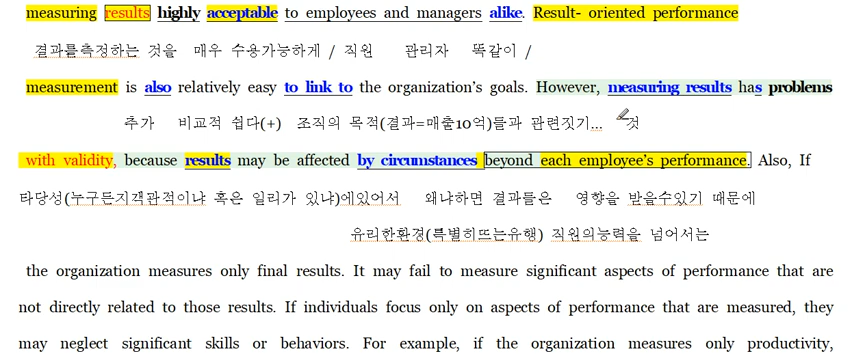 measuring results highly acceptable to employees and managers alike. Result- oriented performance
결과를측정하는 것을 매우 수용가능하게 / 직원 관리자 똑같이 /
measurement is also relatively easy to link to the organization's goals. However, measuring results has problems
추가 비교적 쉽다(+) 조직의 목적(결과=매출10억)들과 관련짓기... 것
with validity, because results may be affected by circumstances beyond each employee's performance. Also, If
타당성(누구든지객관적이냐 혹은 일리가 있냐)에있어서 왜냐하면 결과들은 영향을 받을수있기 때문에
유리한환경(특별히뜨는유행) 직원의능력을 넘어서는
the organization measures only final results. It may fail to measure significant aspects of performance that are
not directly related to those results. If individuals focus only on aspects of performance that are measured, they
may neglect significant skills or behaviors. For example, if the organization measures only productivity,